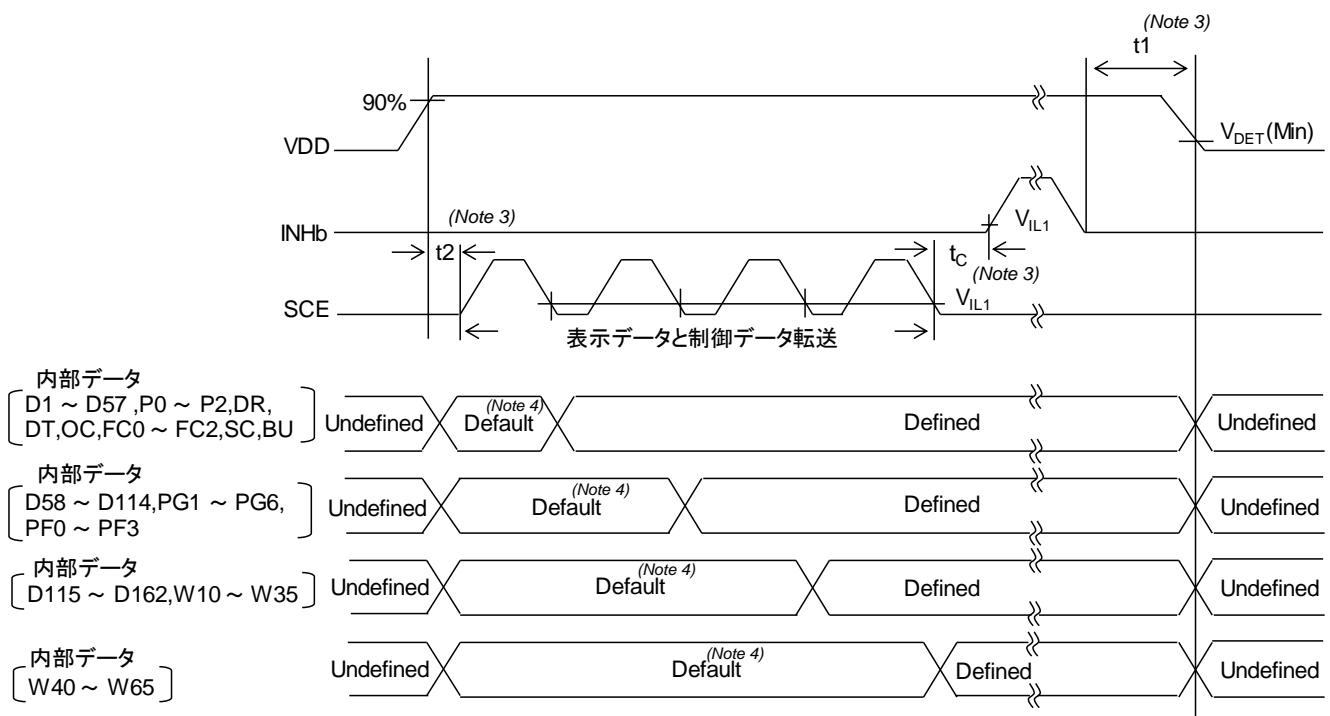 (Note 3)
t1
90%
VDD
VDET(Min)
(Note 3)
INHb
VIL1
t2
tC
(Note 3)
SCE
VIL1
表示データと制御データ転送
内部データ
D1 ~ D57 ,P0 ~ P2,DR,
DT,OC,FC0 ~ FC2,SC,BU
Undefined
(Note 4)
Default
Defined
Undefined
内部データ
D58 ~ D114,PG1 ~ PG6,
PF0 ~ PF3
Undefined
(Note 4)
Default
Defined
Undefined
内部データ
D115 ~ D162,W10 ~ W35
Undefined
(Note 4)
Default
Defined
Undefined
内部データ
W40 ~ W65
Undefined
(Note 4)
Default
Defined
Undefined